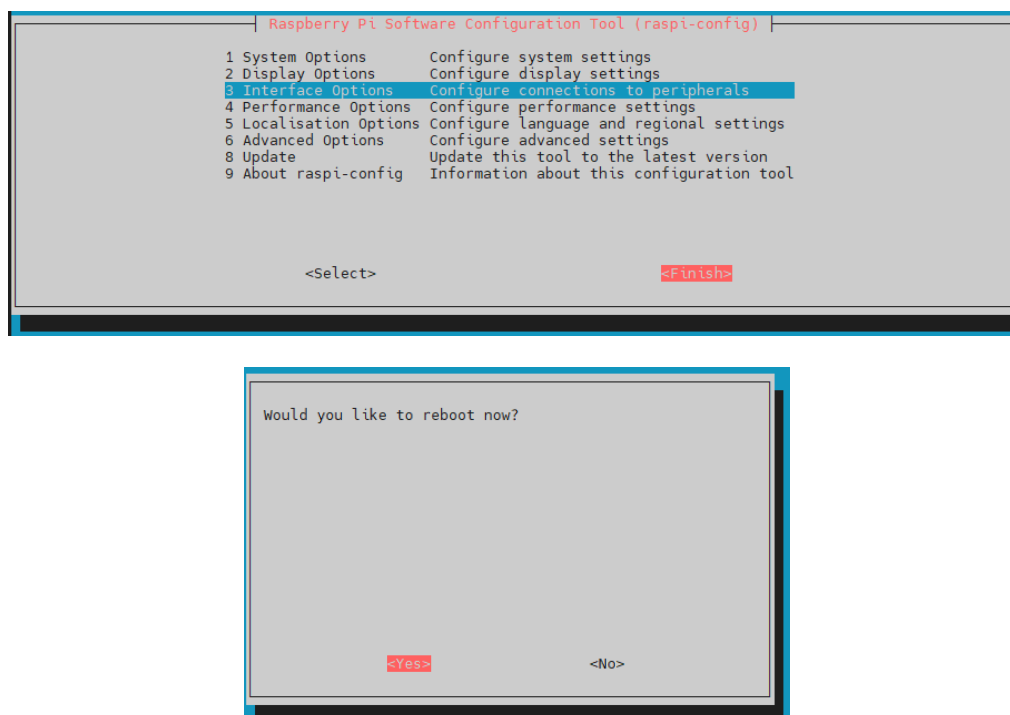 Raspberry Pi Software Configuration Tool (raspi-config)
1 System Options Configure system settings
2 Display Options Configure display settings
3 Interface Options Configure connections to peripherals
4 Performance Options Configure performance settings
5 Localisation Options Configure language and regional settings
6 Advanced Options Configure advanced settings
8 Update Update this tool to the latest version
9 About raspi-config Information about this configuration tool
<Select> <Finish>
Would you like to reboot now?
<Yes> <No>